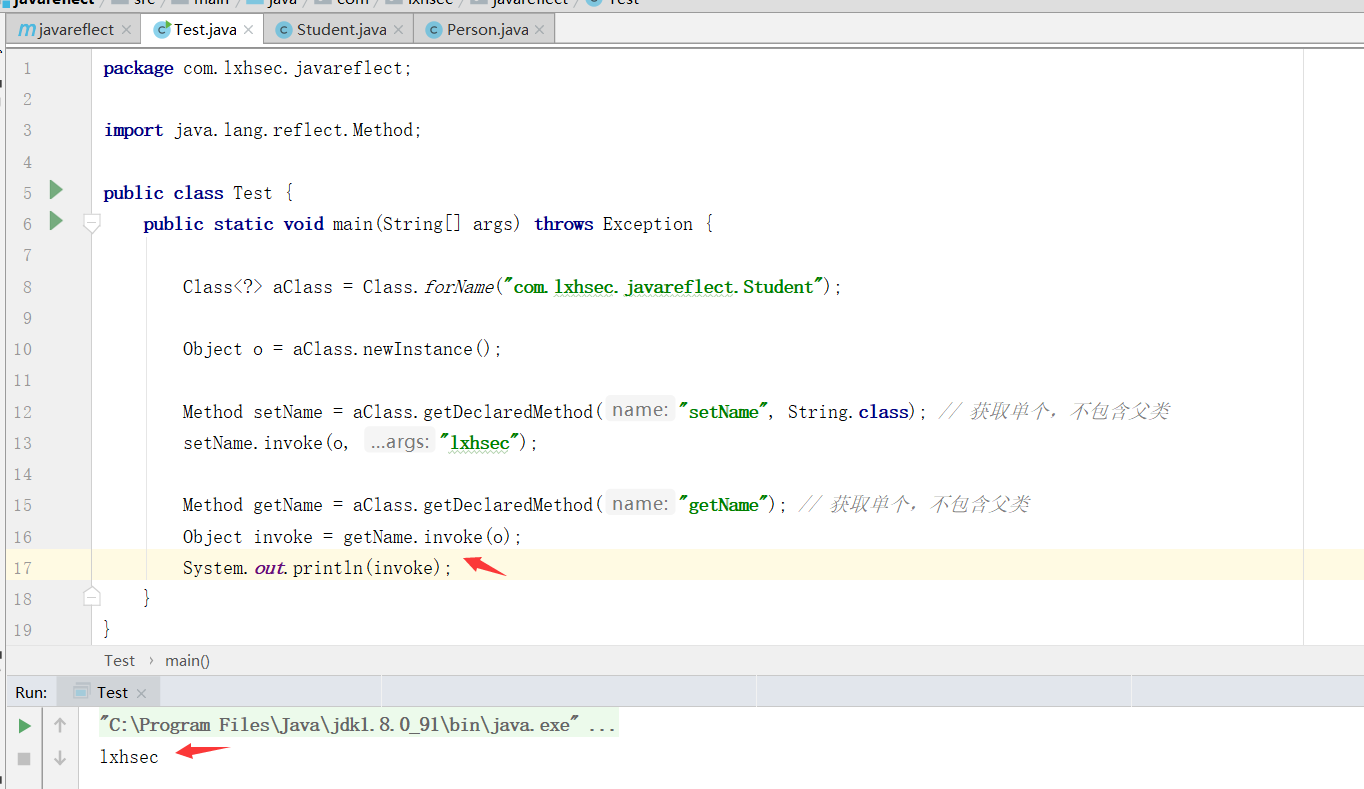 javareflect / src / main / java / com / lxhsec / javareflect / Test
javareflect × Test.java × Student.java × Person.java ×
1 package com.lxhsec.javareflect;
2
3 import java.lang.reflect.Method;
4
5 public class Test {
6 public static void main(String[] args) throws Exception {
7
8 Class<?> aClass = Class.forName("com.lxhsec.javareflect.Student");
9
10 Object o = aClass.newInstance();
11
12 Method setName = aClass.getDeclaredMethod( name: "setName", String.class); // 获取单个，不包含父类
13 setName.invoke(o, ...args: "lxhsec");
14
15 Method getName = aClass.getDeclaredMethod( name: "getName"); // 获取单个，不包含父类
16 Object invoke = getName.invoke(o);
17 System.out.println(invoke);
18 }
19 }
Test › main()
Run: Test ×
"C:\Program Files\Java\jdk1.8.0_91\bin\java.exe" ...
lxhsec